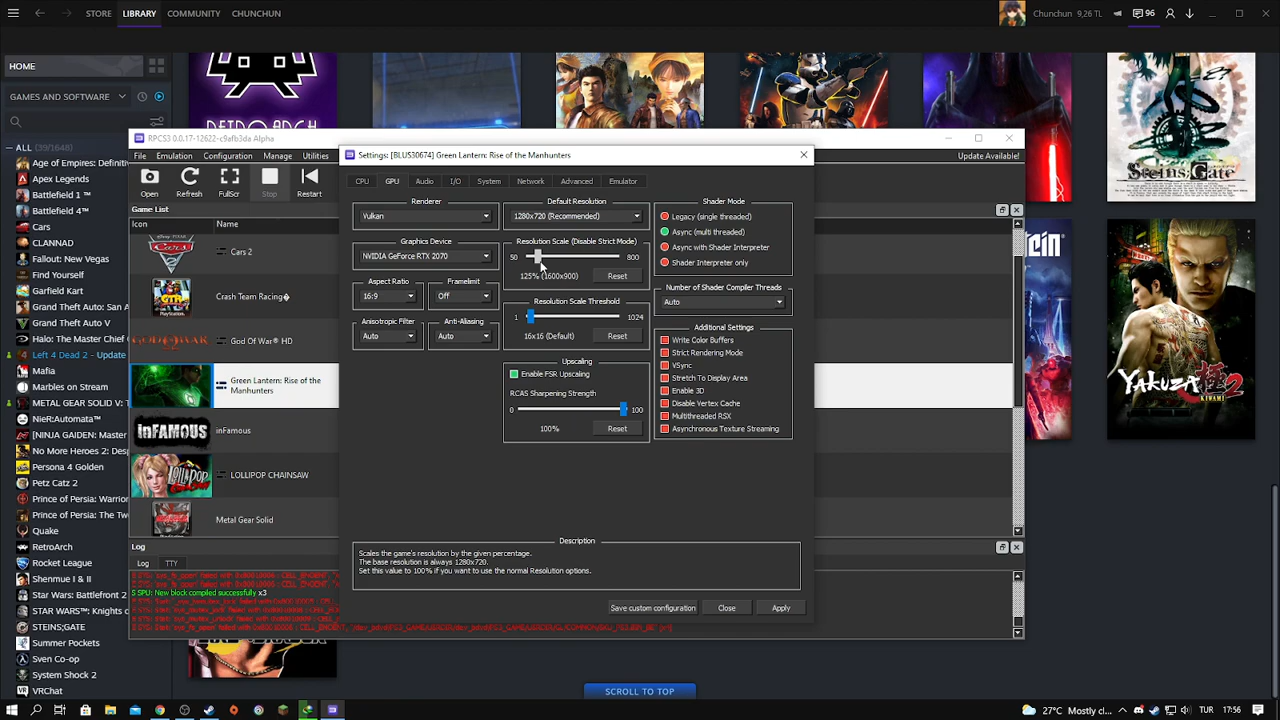 STORE
LIBRARY
COMMUNITY
CHUNCHUN
Chunchun 9,26 TL
96
HOME
GAMES AND SOFTWARE
ALL (39/1648)
Age of Empires: Definiti
Apex Legends
Battlefield 1 ™
Battlefield 4™
Cars
CLANNAD
Fallout: New Vegas
Find Yourself
Garfield Kart
Grand Theft Auto: San A
Grand Theft Auto V
Halo: The Master Chief
Left 4 Dead 2 - Update
Mafia
Marbles on Stream
METAL GEAR SOLID V: T
NieR:Automata™
[NINJA GAIDEN: Master
No More Heroes 2: Desp
Persona 4 Golden
Petz Catz 2
Prince of Persia: Warrior
Prince of Persia: The Two
Quake
RetroArch
Rocket League
Shenmue I & II
Star Wars: Battlefront 2
STAR WARS™: Knights o
STEINS;GATE
Sven Co-op
System Shock 2
VRChat
RPCS3 0.0.17-12622-c9afb3da Alpha
File Emulation Configuration Manage Utilities
Update Available!
Open Refresh FullScr Stop Restart
Game List
Icon Name
Cars 2
Crash Team Racing�
God Of War® HD
Green Lantern: Rise of the
Manhunters
inFAMOUS
inFamous
LOLLIPOP CHAINSAW
Metal Gear Solid
Log
Log TTY
S SPU: New block compiled successfully x3
Settings: [BLUS30674] Green Lantern: Rise of the Manhunters
CPU GPU Audio I/O System Network Advanced Emulator
Renderer
Vulkan
Graphics Device
NVIDIA GeForce RTX 2070
Aspect Ratio
16:9
Framelimit
Off
Anisotropic Filter
Auto
Anti-Aliasing
Auto
Default Resolution
1280x720 (Recommended)
Resolution Scale (Disable Strict Mode)
50 800
125% (1600x900) Reset
Resolution Scale Threshold
1 1024
16x16 (Default) Reset
Upscaling
Enable FSR Upscaling
RCAS Sharpening Strength
0 100
100% Reset
Shader Mode
Legacy (single threaded)
Async (multi threaded)
Async with Shader Interpreter
Shader Interpreter only
Number of Shader Compiler Threads
Auto
Additional Settings
Write Color Buffers
Strict Rendering Mode
VSync
Stretch To Display Area
Enable 3D
Disable Vertex Cache
Multithreaded RSX
Asynchronous Texture Streaming
Description
Scales the game's resolution by the given percentage.
The base resolution is always 1280x720.
Set this value to 100% if you want to use the normal Resolution options.
Save custom configuration Close Apply
STEINS;GATE
YAKUZA
KIWAMI 2
SCROLL TO TOP
27°C Mostly cl...
TUR 17:56